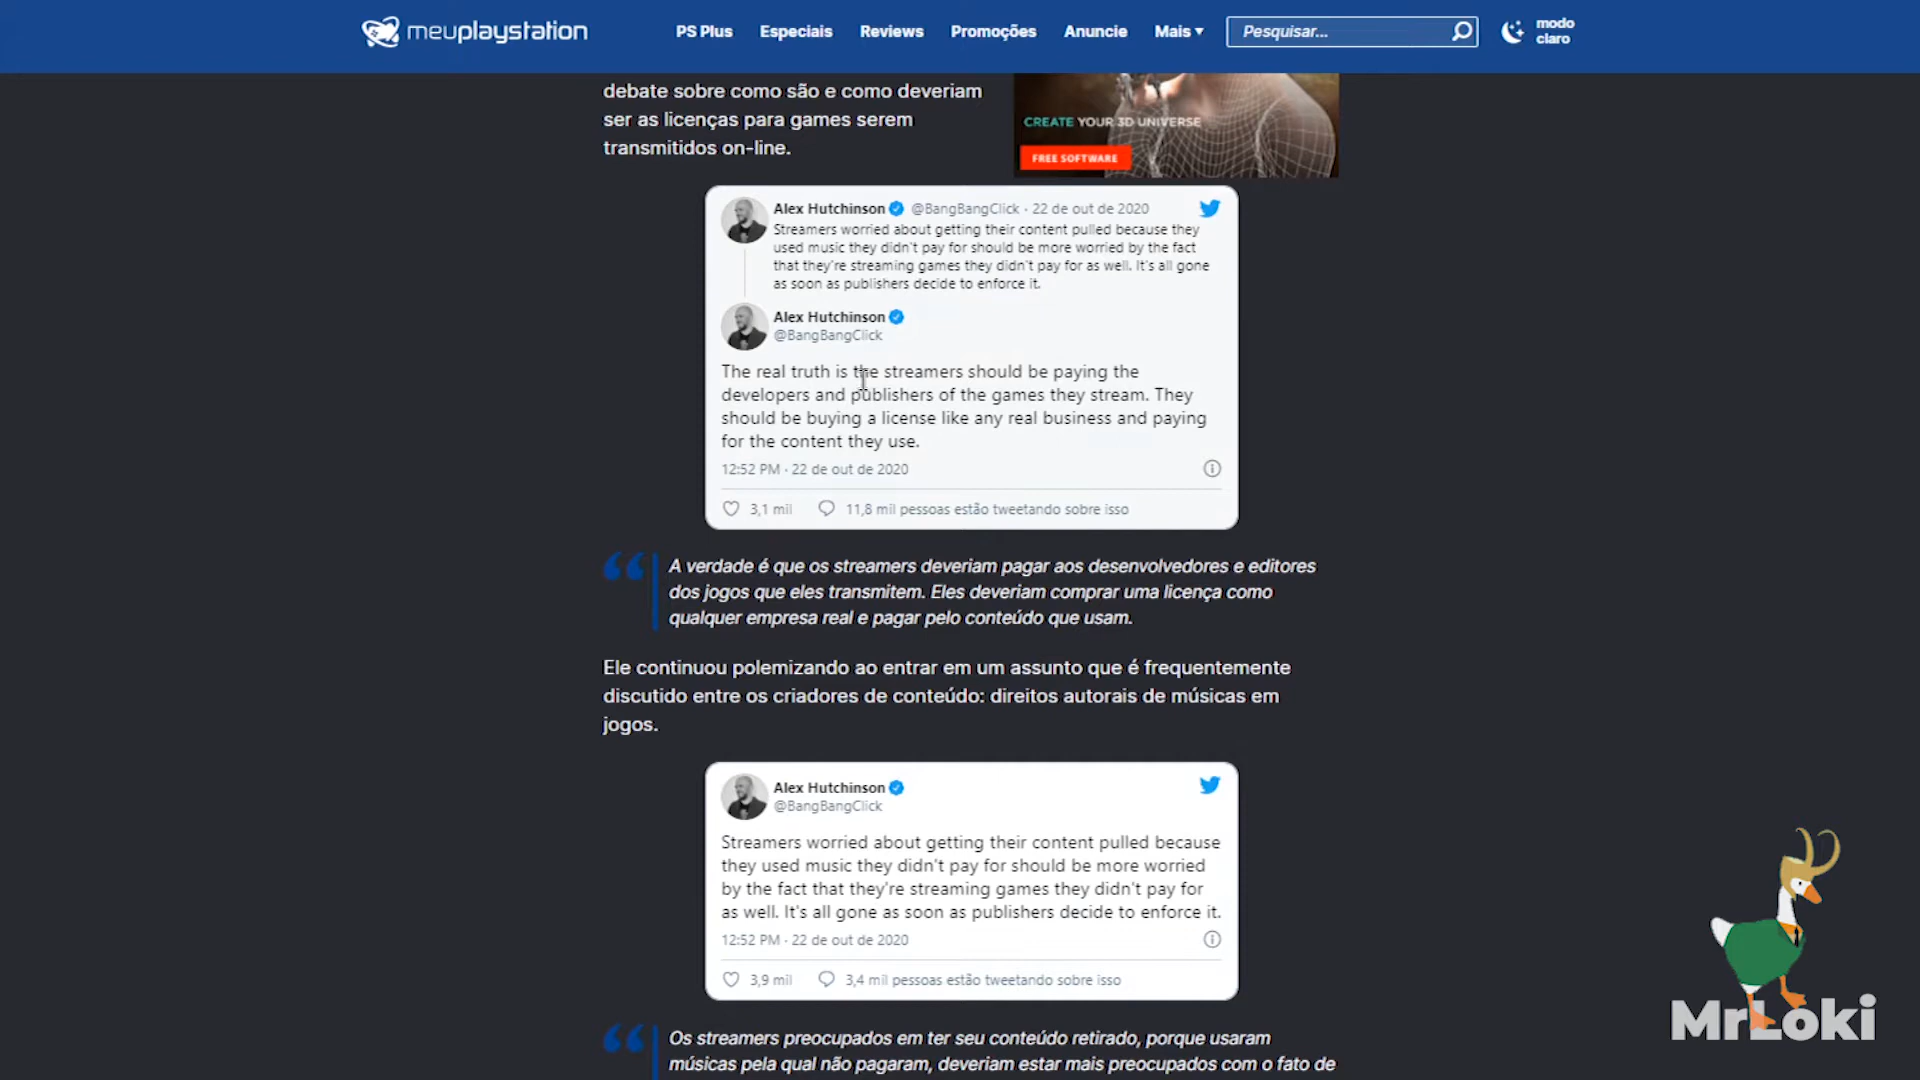 meuplaystation
PS Plus Especiais Reviews Promoções Anuncie Mais Pesquisar... modo claro
debate sobre como são e como deveriam
ser as licenças para games serem
transmitidos on-line.
CREATE YOUR 3D UNIVERSE
FREE SOFTWARE
Alex Hutchinson @BangBangClick · 22 de out de 2020
Streamers worried about getting their content pulled because they
used music they didn't pay for should be more worried by the fact
that they're streaming games they didn't pay for as well. It's all gone
as soon as publishers decide to enforce it.
Alex Hutchinson
@BangBangClick
The real truth is the streamers should be paying the
developers and publishers of the games they stream. They
should be buying a license like any real business and paying
for the content they use.
12:52 PM · 22 de out de 2020
3,1 mil 11,8 mil pessoas estão tweetando sobre isso
A verdade é que os streamers deveriam pagar aos desenvolvedores e editores
dos jogos que eles transmitem. Eles deveriam comprar uma licença como
qualquer empresa real e pagar pelo conteúdo que usam.
Ele continuou polemizando ao entrar em um assunto que é frequentemente
discutido entre os criadores de conteúdo: direitos autorais de músicas em
jogos.
Alex Hutchinson
@BangBangClick
Streamers worried about getting their content pulled because
they used music they didn't pay for should be more worried
by the fact that they're streaming games they didn't pay for
as well. It's all gone as soon as publishers decide to enforce it.
12:52 PM · 22 de out de 2020
3,9 mil 3,4 mil pessoas estão tweetando sobre isso
Os streamers preocupados em ter seu conteúdo retirado, porque usaram
músicas pela qual não pagaram, deveriam estar mais preocupados com o fato de
MrLoki